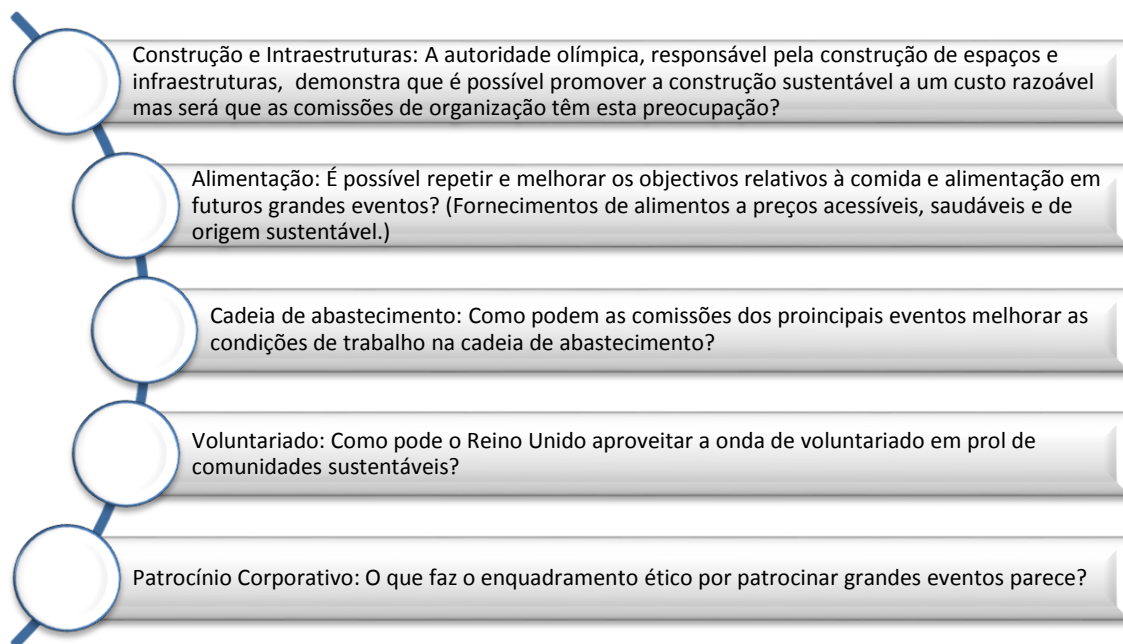 Construção e Intraestruturas: A autoridade olímpica, responsável pela construção de espaços e
infraestruturas, demonstra que é possível promover a construção sustentável a um custo razoável
mas será que as comissões de organização têm esta preocupação?
Alimentação: É possível repetir e melhorar os objectivos relativos à comida e alimentação em
futuros grandes eventos? (Fornecimentos de alimentos a preços acessíveis, saudáveis e de
origem sustentável.)
Cadeia de abastecimento: Como podem as comissões dos proincipais eventos melhorar as
condições de trabalho na cadeia de abastecimento?
Voluntariado: Como pode o Reino Unido aproveitar a onda de voluntariado em prol de
comunidades sustentáveis?
Patrocínio Corporativo: O que faz o enquadramento ético por patrocinar grandes eventos parece?